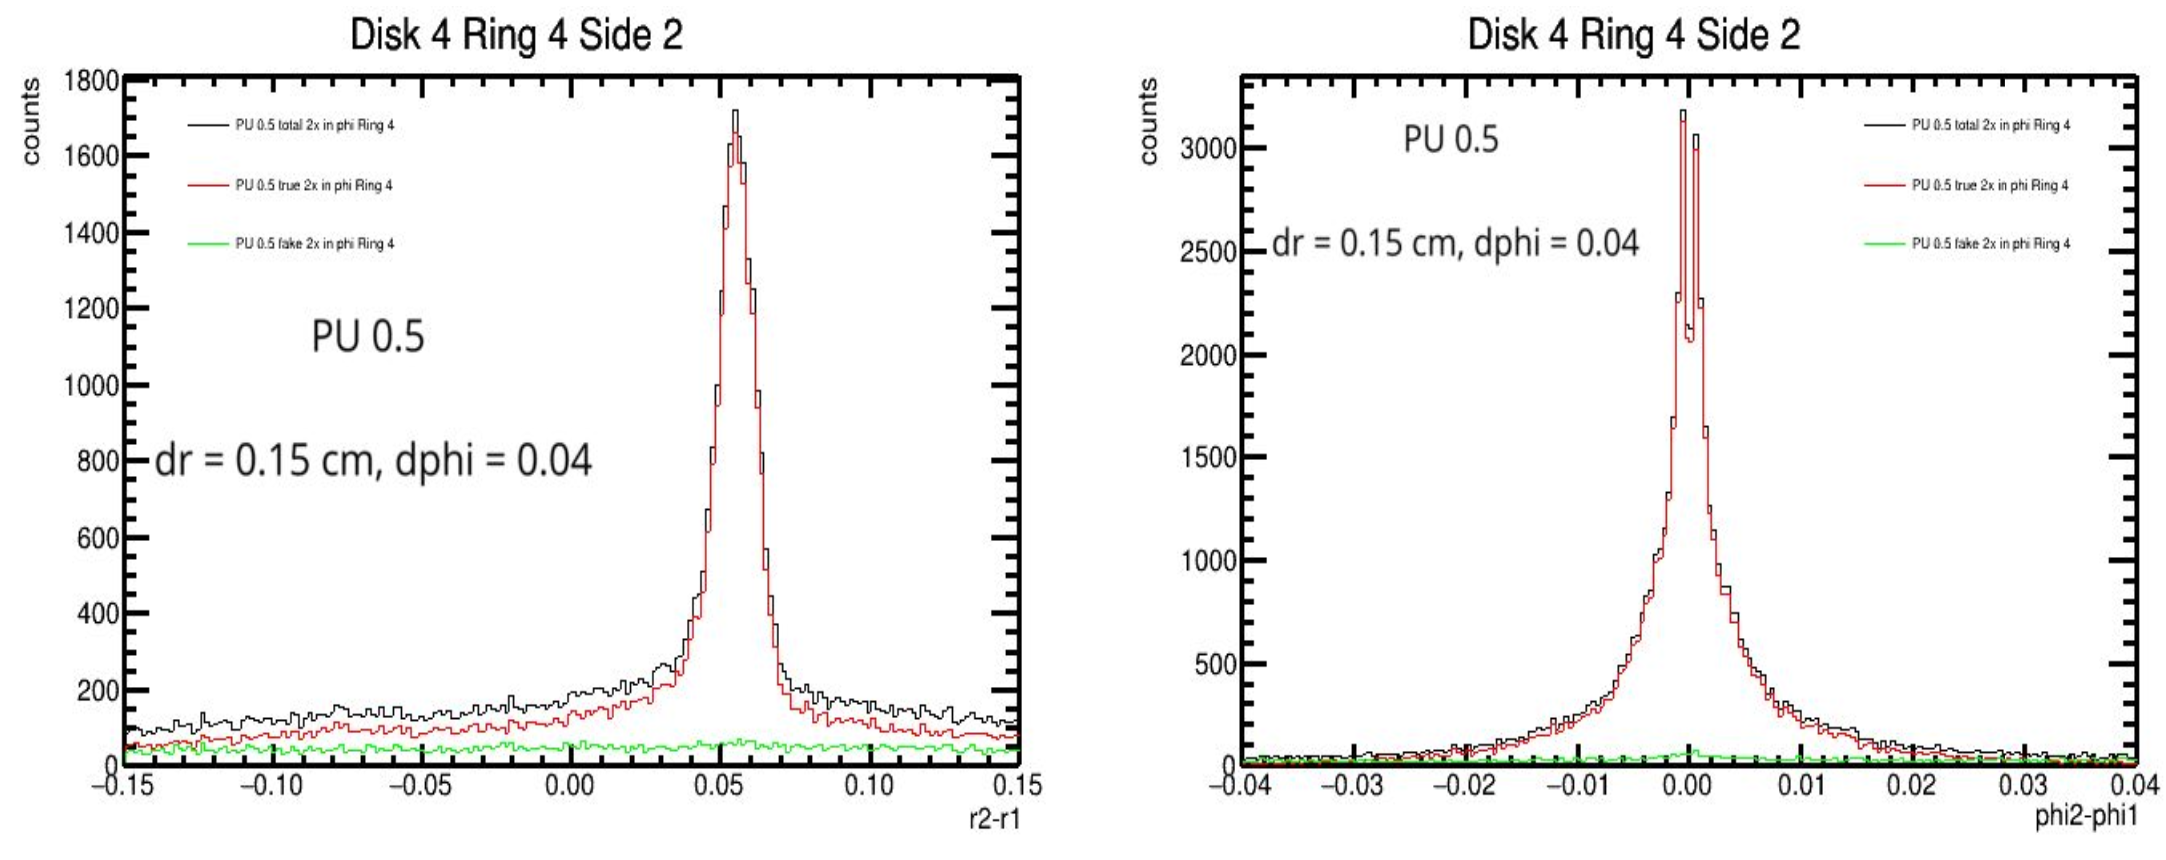 Disk 4 Ring 4 Side 2
counts
1800
1600
1400
1200
1000
800
600
400
200
0
PU 0.5 total 2x in phi Ring 4
PU 0.5 true 2x in phi Ring 4
PU 0.5 fake 2x in phi Ring 4
PU 0.5
dr = 0.15 cm, dphi = 0.04
−0.15 −0.10 −0.05 0.00 0.05 0.10 0.15
r2-r1
Disk 4 Ring 4 Side 2
counts
3000
2500
2000
1500
1000
500
0
PU 0.5
dr = 0.15 cm, dphi = 0.04
PU 0.5 total 2x in phi Ring 4
PU 0.5 true 2x in phi Ring 4
PU 0.5 fake 2x in phi Ring 4
−0.04 −0.03 −0.02 −0.01 0.00 0.01 0.02 0.03 0.04
phi2-phi1